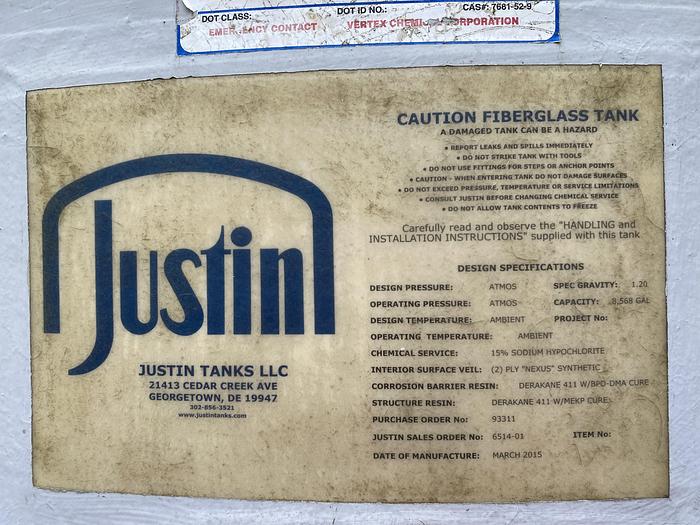 DOT CLASS: DOT ID NO.: CAS#: 7681-52-9
CONTACT VERTEX
Justin
JUSTIN TANKS LLC
21413 CEDAR CREEK AVE
GEORGETOWN, DE 19947
302-856-3521
www.justintanks.com
CAUTION FIBERGLASS TANK
A DAMAGED TANK CAN BE A HAZARD
• REPORT LEAKS AND SPILLS IMMEDIATELY
• DO NOT STRIKE TANK WITH TOOLS
• DO NOT USE FITTINGS FOR STEPS OR ANCHOR POINTS
• CAUTION - WHEN ENTERING TANK DO NOT DAMAGE SURFACES
• DO NOT EXCEED PRESSURE, TEMPERATURE OR SERVICE LIMITATIONS
• CONSULT JUSTIN BEFORE CHANGING CHEMICAL SERVICE
• DO NOT ALLOW TANK CONTENTS TO FREEZE
Carefully read and observe the "HANDLING and
INSTALLATION INSTRUCTIONS" supplied with this tank
DESIGN SPECIFICATIONS
DESIGN PRESSURE: ATMOS SPEC GRAVITY: 1.20
OPERATING PRESSURE: ATMOS CAPACITY: 8,568 GAL
DESIGN TEMPERATURE: AMBIENT PROJECT No:
OPERATING TEMPERATURE: AMBIENT
CHEMICAL SERVICE: 15% SODIUM HYPOCHLORITE
INTERIOR SURFACE VEIL: (2) PLY "NEXUS" SYNTHETIC
CORROSION BARRIER RESIN: DERAKANE 411 W/BPO-DMA CURE
STRUCTURE RESIN: DERAKANE 411 W/MEKP CURE
PURCHASE ORDER No: 93311
JUSTIN SALES ORDER No: 6514-01 ITEM No:
DATE OF MANUFACTURE: MARCH 2015